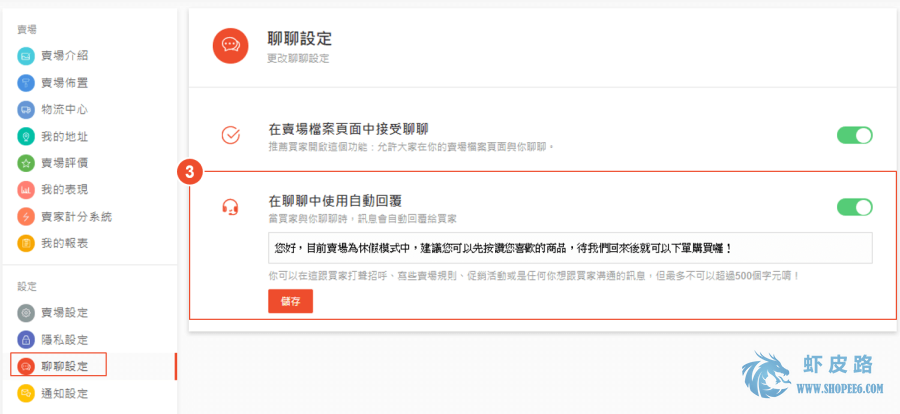 賣場
賣場介紹
賣場佈置
物流中心
我的地址
賣場評價
我的表現
賣家計分系統
我的報表
設定
賣場設定
隱私設定
聊聊設定
通知設定
聊聊設定
更改聊聊設定
在賣場檔案頁面中接受聊聊
推薦買家開啟這個功能：允許大家在你的賣場檔案頁面與你聊聊。
3
在聊聊中使用自動回覆
當買家與你聊聊時，訊息會自動回覆給買家
您好，目前賣場為休假模式中，建議您可以先按讚您喜歡的商品，待我們回來後就可以下單購買囉！
你可以在這跟買家打聲招呼、寫些賣場規則、促銷活動或是任何你想跟買家溝通的訊息，但最多不可以超過500個字元唷！
儲存
虾皮路
WWW.SHOPEE6.COM